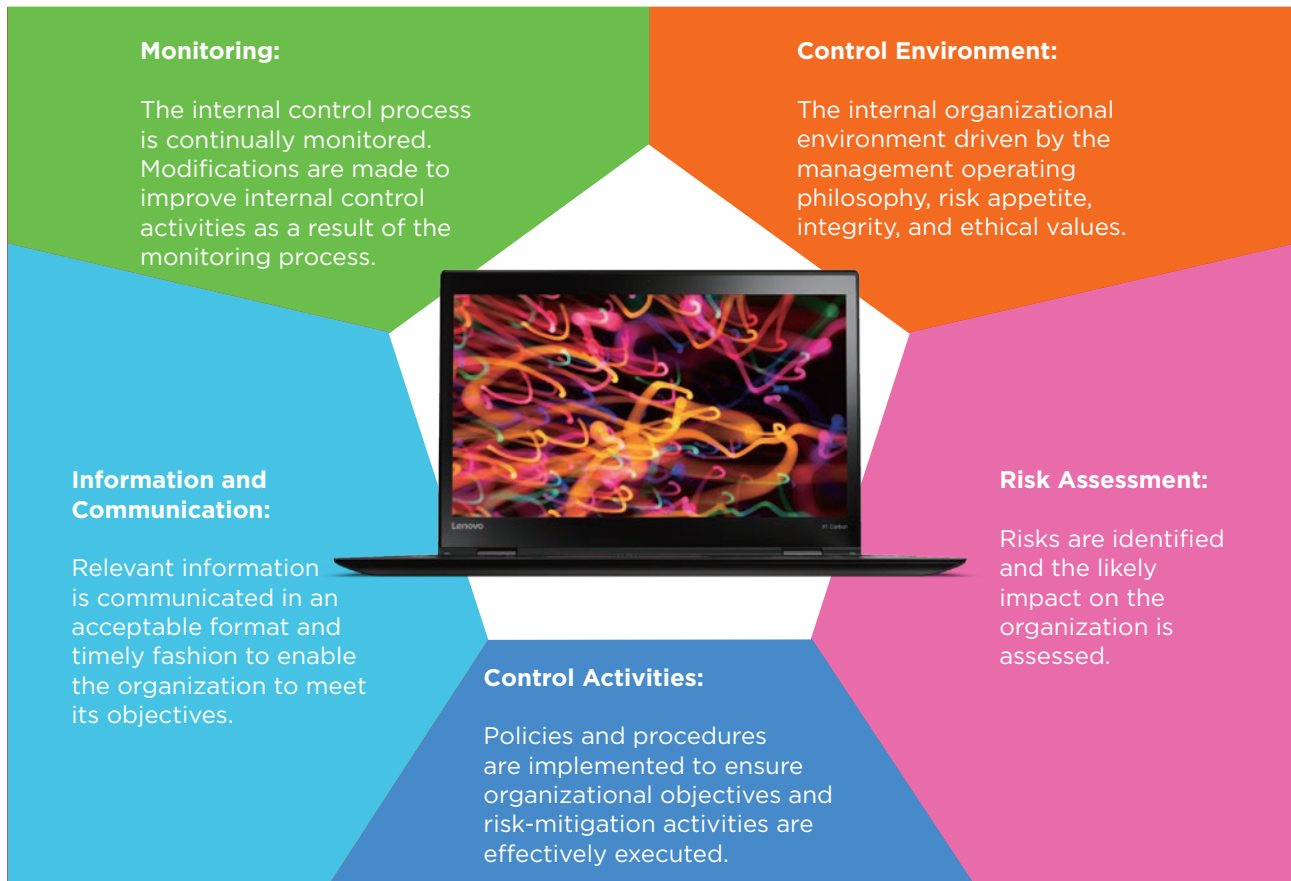 Monitoring:
The internal control process
is continually monitored.
Modifications are made to
improve internal control
activities as a result of the
monitoring process.
Control Environment:
The internal organizational
environment driven by the
management operating
philosophy, risk appetite,
integrity, and ethical values.
Information and
Communication:
Relevant information
is communicated in an
acceptable format and
timely fashion to enable
the organization to meet
its objectives.
Lenovo
X1 Carbon
Risk Assessment:
Risks are identified
and the likely
impact on the
organization is
assessed.
Control Activities:
Policies and procedures
are implemented to ensure
organizational objectives and
risk-mitigation activities are
effectively executed.